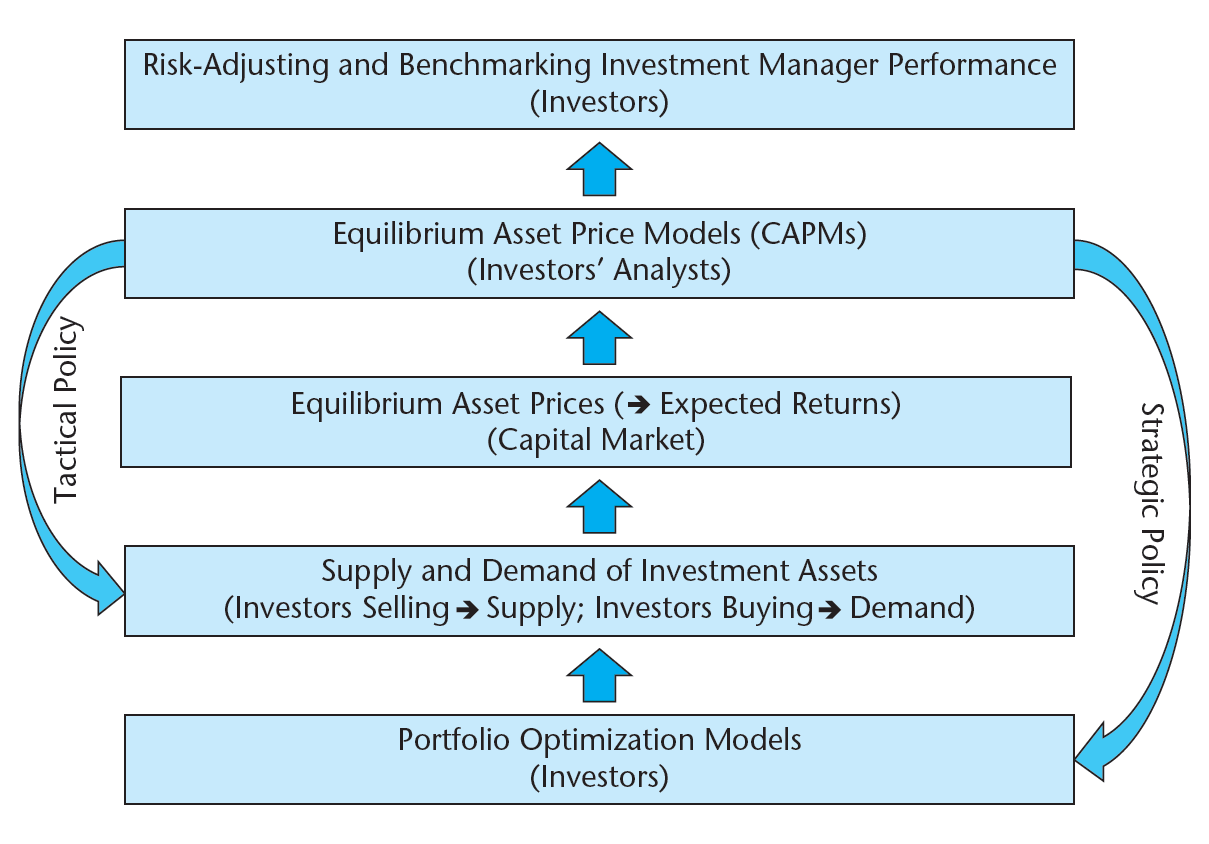 Risk-Adjusting and Benchmarking Investment Manager Performance
(Investors)
Equilibrium Asset Price Models (CAPMs)
(Investors’ Analysts)
Tactical Policy
Equilibrium Asset Prices (➔ Expected Returns)
(Capital Market)
Strategic Policy
Supply and Demand of Investment Assets
(Investors Selling ➔ Supply; Investors Buying ➔ Demand)
Portfolio Optimization Models
(Investors)